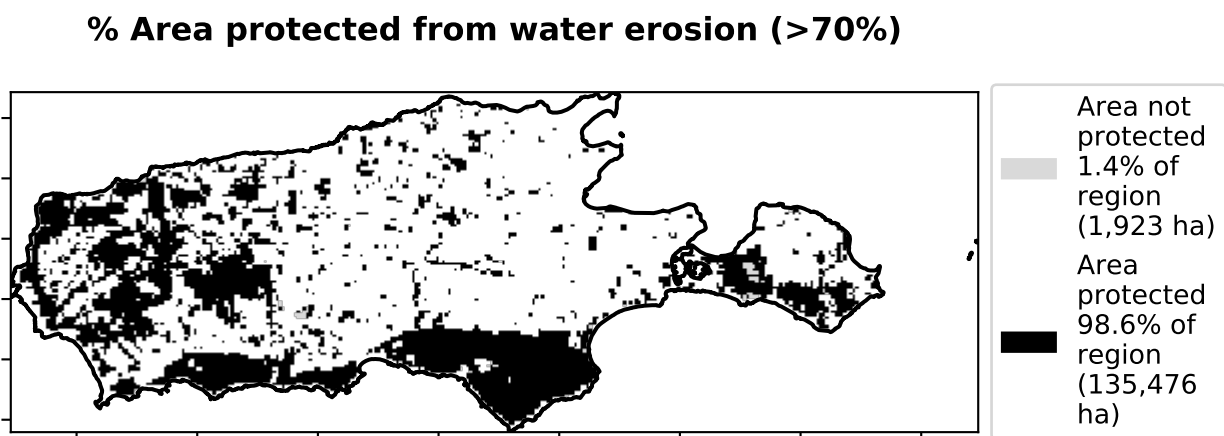 % Area protected from water erosion (>70%)
Area not
protected
1.4% of
region
(1,923 ha)
Area
protected
98.6% of
region
(135,476
ha)